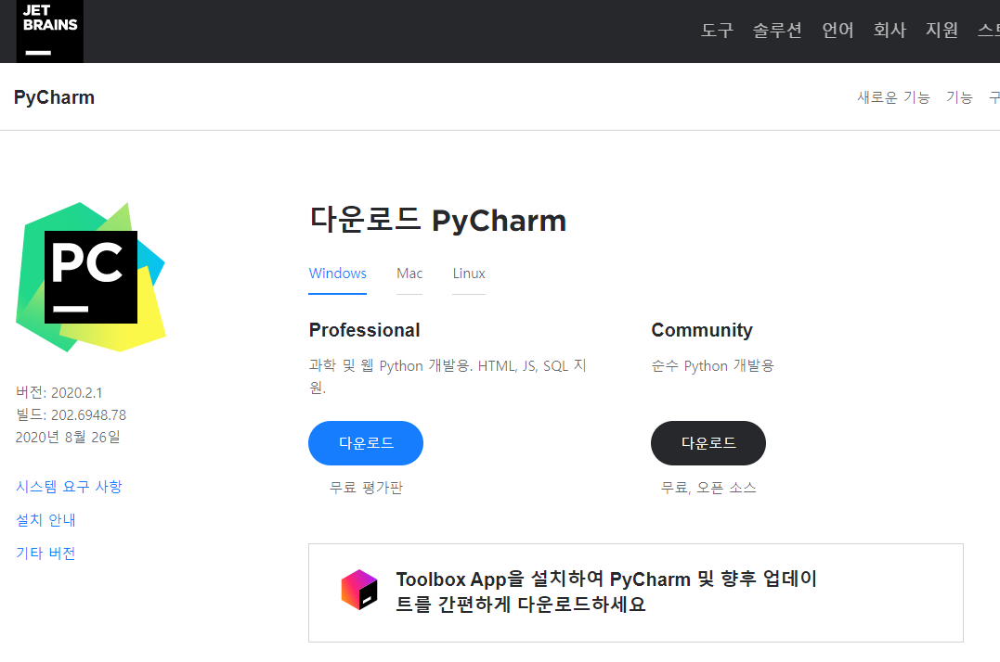 JET
BRAINS
도구 솔루션 언어 회사 지원
PyCharm
새로운 기능 기능
PC
다운로드 PyCharm
Windows Mac Linux
Professional
과학 및 웹 Python 개발용. HTML, JS, SQL 지
원.
다운로드
무료 평가판
Community
순수 Python 개발용
다운로드
무료, 오픈 소스
버전: 2020.2.1
빌드: 202.6948.78
2020년 8월 26일
시스템 요구 사항
설치 안내
기타 버전
Toolbox App을 설치하여 PyCharm 및 향후 업데이
트를 간편하게 다운로드하세요